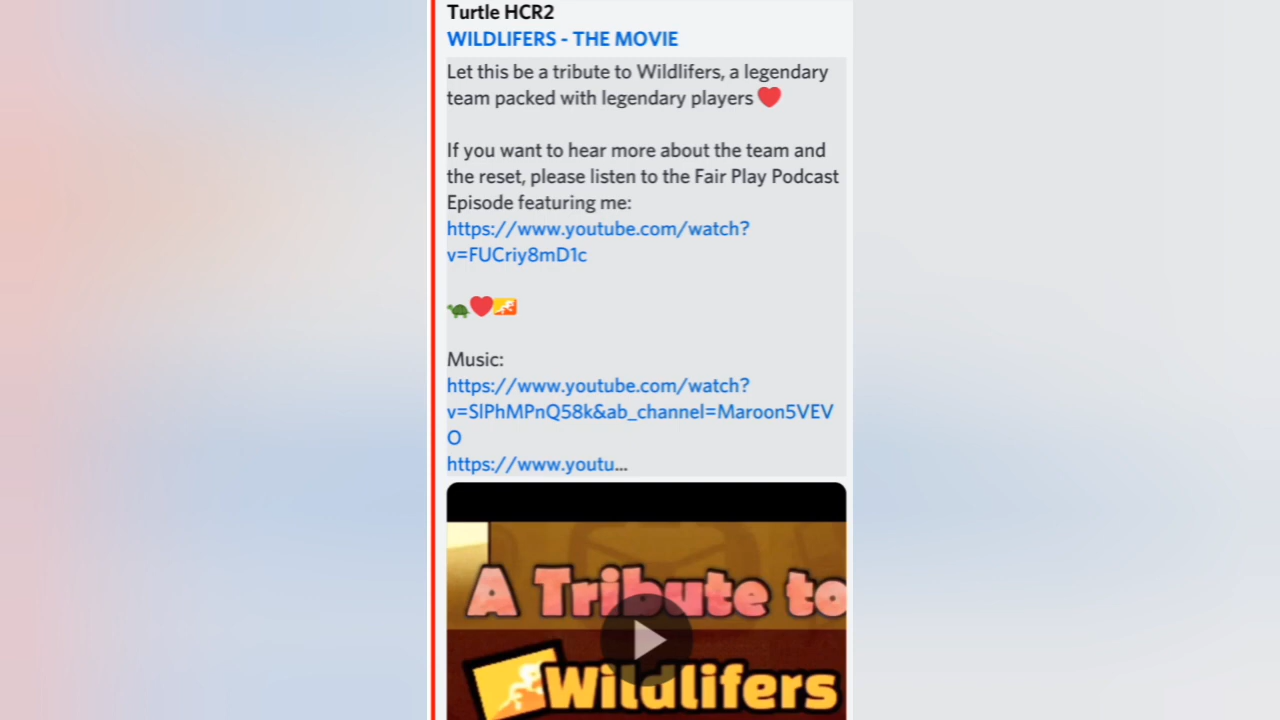 Turtle HCR2
WILDLIFERS - THE MOVIE
Let this be a tribute to Wildlifers, a legendary
team packed with legendary players ❤️
If you want to hear more about the team and
the reset, please listen to the Fair Play Podcast
Episode featuring me:
https://www.youtube.com/watch?
v=FUCriy8mD1c
🐢❤️
Music:
https://www.youtube.com/watch?
v=SlPhMPnQ58k&ab_channel=Maroon5VEV
O
https://www.youtu...
A Tribute to
Wildlifers